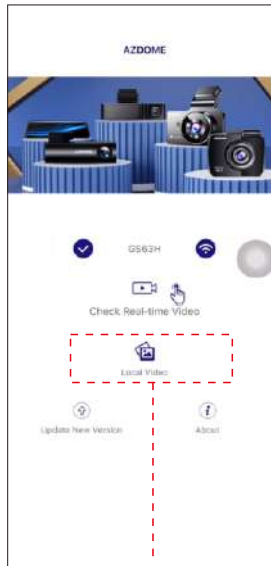 AZDOME
GS63H
Check Real-time Video
Local Video
Update New Version
About